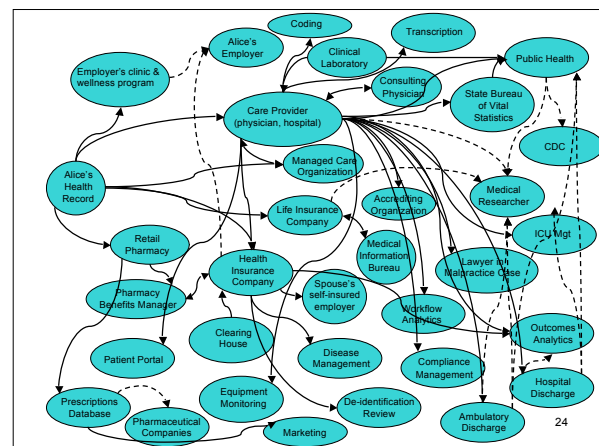 Coding
Transcription
Alice's
Employer
Clinical
Laboratory
Public Health
Employer's clinic &
wellness program
Consulting
Physician
State Bureau
of Vital
Statistics
Care Provider
(physician, hospital)
CDC
Managed Care
Organization
Alice's
Health
Record
Medical
Researcher
Life Insurance
Company
Accrediting
Organization
ICU Mgt
Retail
Pharmacy
Medical
Information
Bureau
Health
Insurance
Company
Lawyer in
Malpractice Case
Pharmacy
Benefits Manager
Spouse's
self-insured
employer
Workflow
Analytics
Outcomes
Analytics
Clearing
House
Patient Portal
Disease
Management
Compliance
Management
Hospital
Discharge
Prescriptions
Database
Equipment
Monitoring
De-identification
Review
Ambulatory
Discharge
24
Pharmaceutical
Companies
Marketing